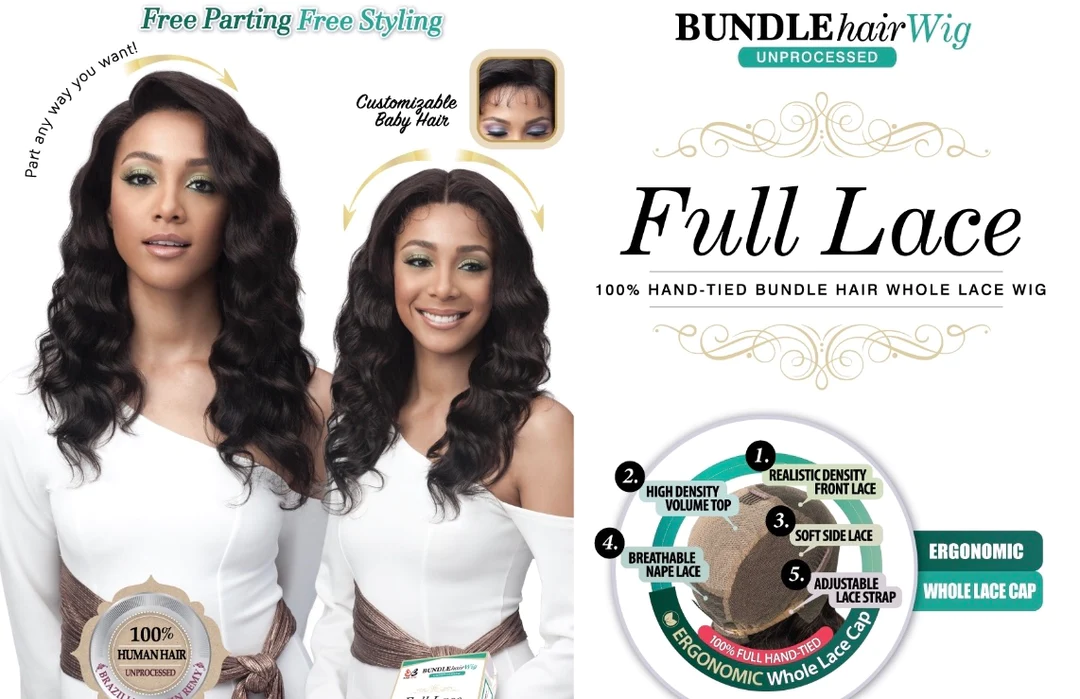 Free Parting Free Styling
Part any way you want!
Customizable
Baby Hair
100%
HUMAN HAIR
UNPROCESSED
BUNDLE hair Wig
UNPROCESSED
Full Lace
BUNDLE hair Wig
UNPROCESSED
Full Lace
100% HAND-TIED BUNDLE HAIR WHOLE LACE WIG
1. REALISTIC DENSITY
FRONT LACE
2. HIGH DENSITY
VOLUME TOP
3. SOFT SIDE LACE
4. BREATHABLE
NAPE LACE
5. ADJUSTABLE
LACE STRAP
100% FULL HAND-TIED
ERGONOMIC Whole Lace Cap
ERGONOMIC
WHOLE LACE CAP